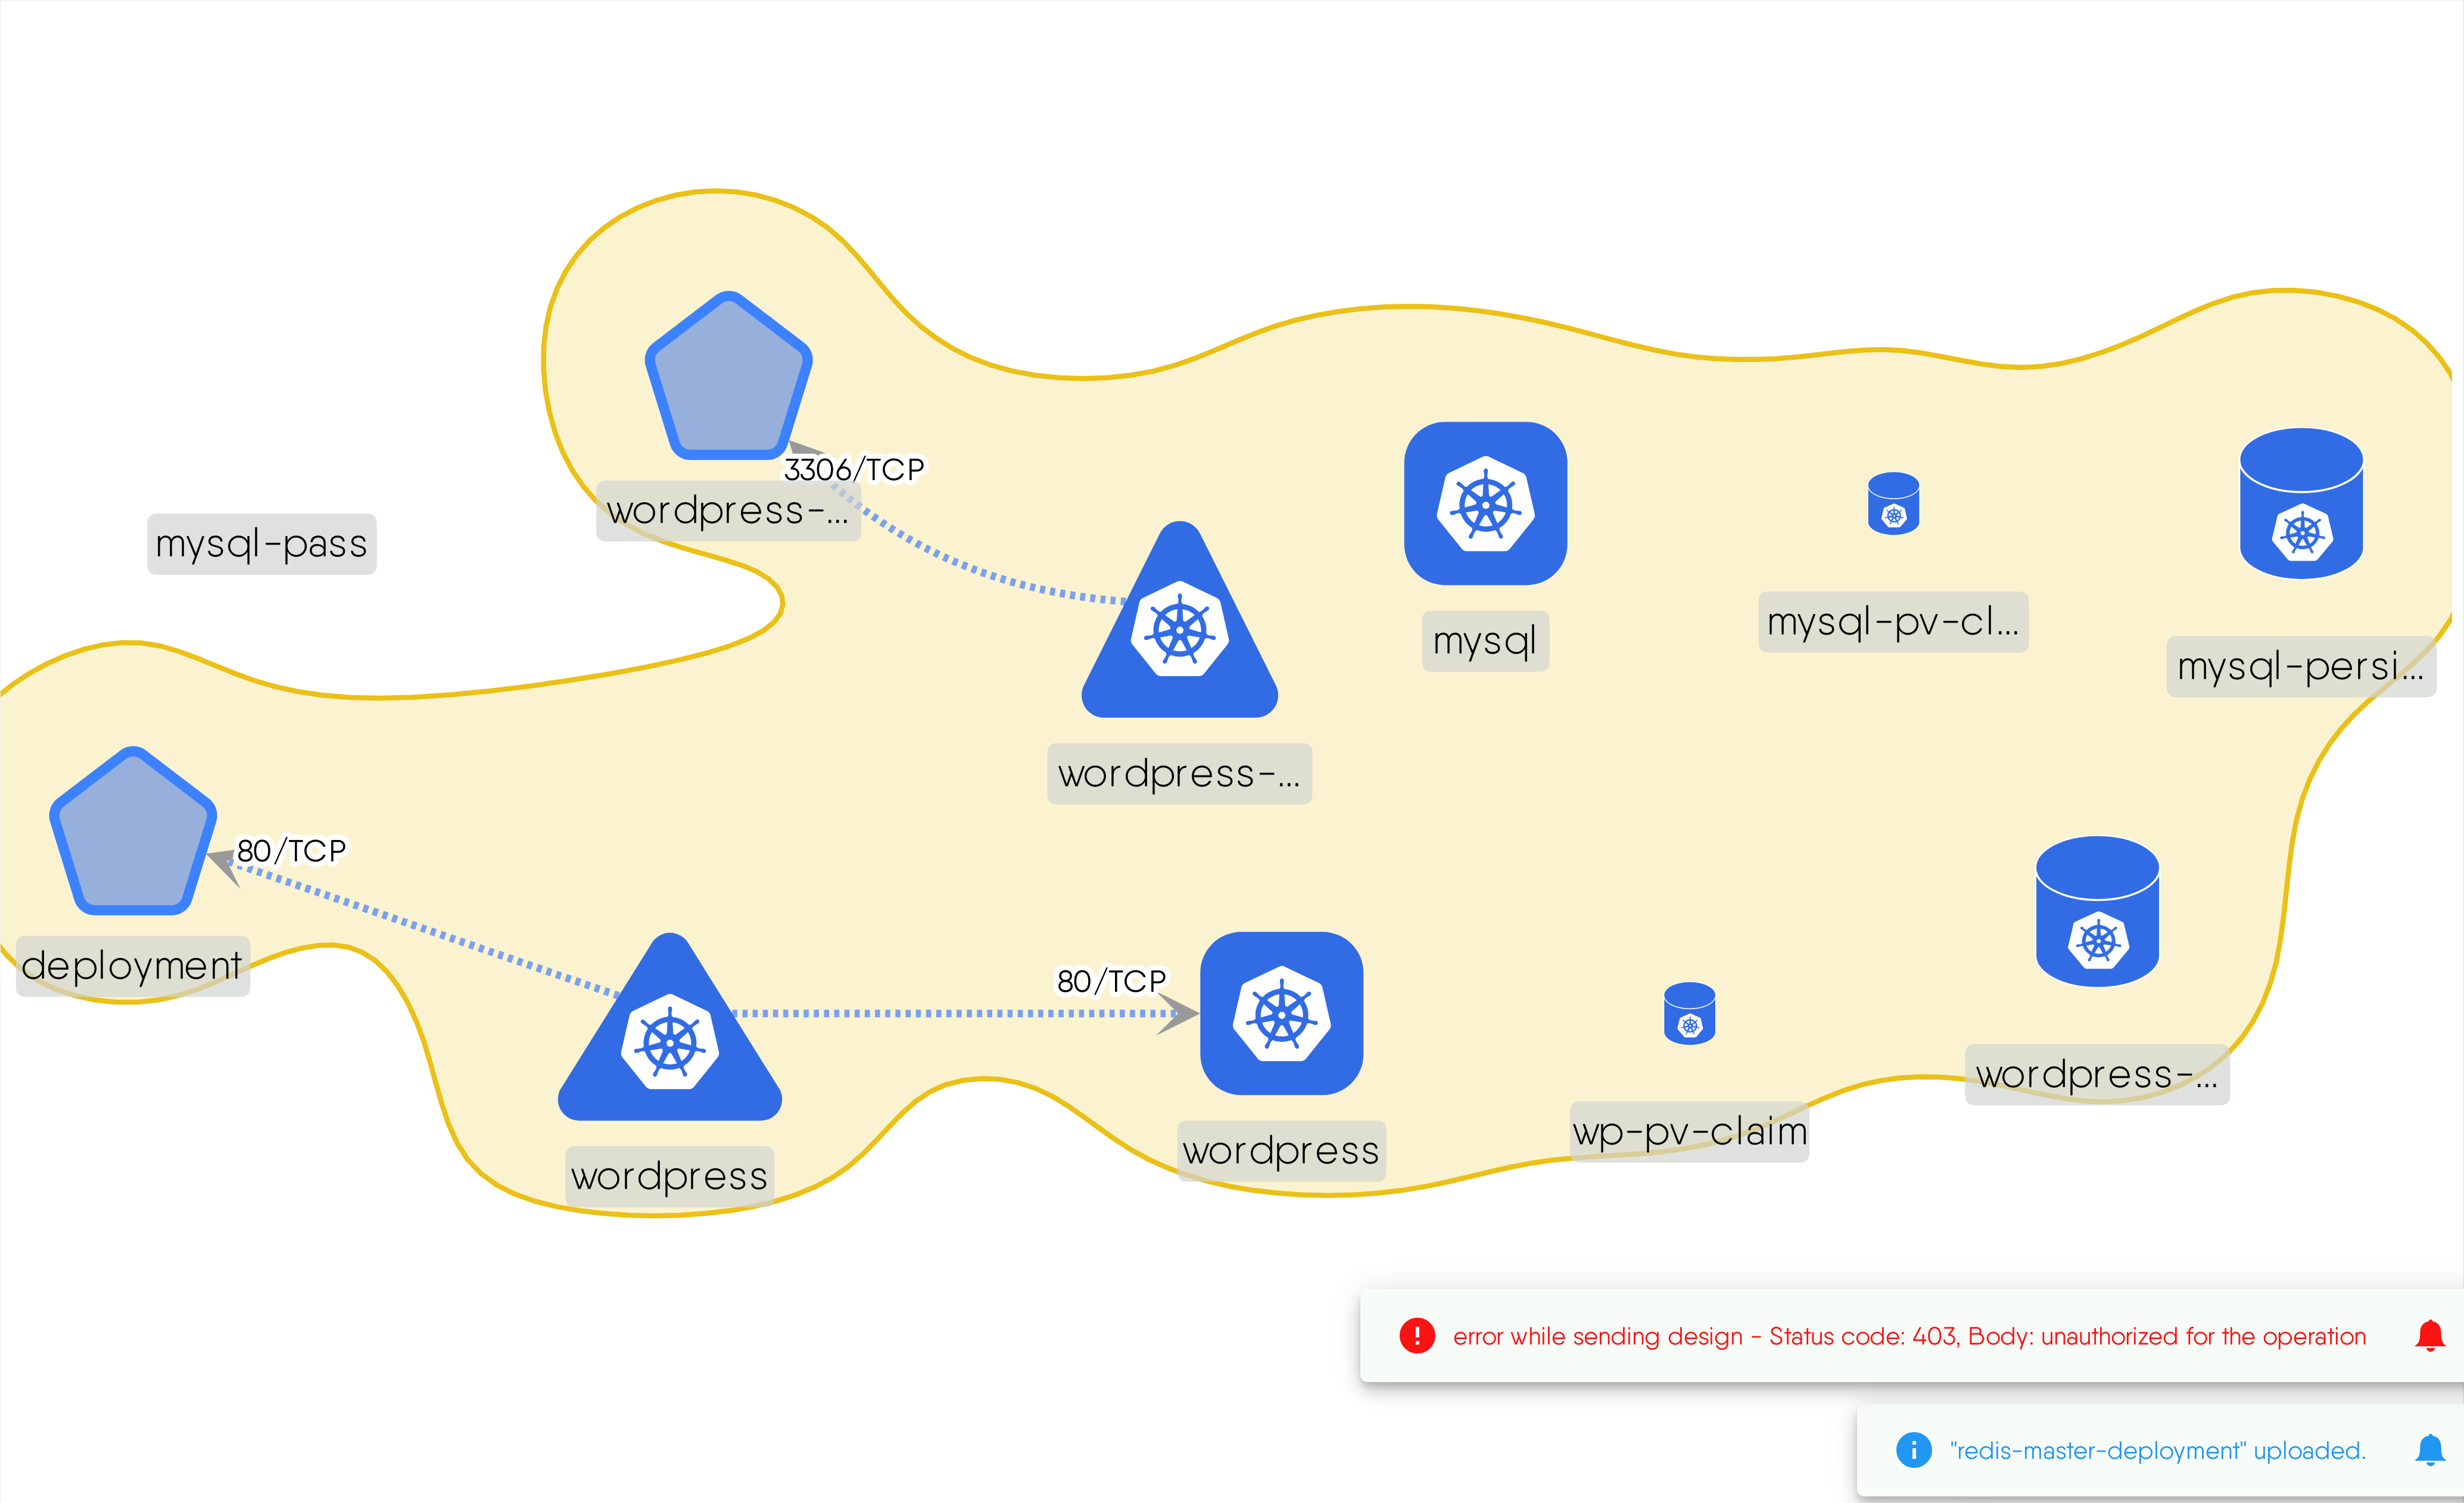 3306/TCP
wordpress-...
mysql-pass
mysql
mysql-pv-cl...
mysql-persi...
wordpress-...
80/TCP
deployment
80/TCP
wordpress
wordpress
wp-pv-claim
wordpress-...
error while sending design - Status code: 403, Body: unauthorized for the operation
"redis-master-deployment" uploaded.